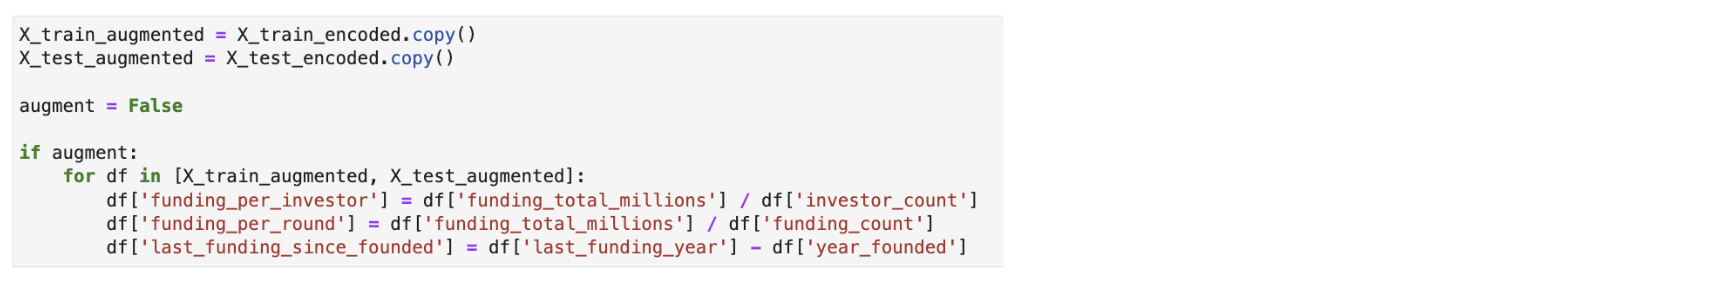 X_train_augmented = X_train_encoded.copy()
X_test_augmented = X_test_encoded.copy()

augment = False

if augment:
    for df in [X_train_augmented, X_test_augmented]:
        df['funding_per_investor'] = df['funding_total_millions'] / df['investor_count']
        df['funding_per_round'] = df['funding_total_millions'] / df['funding_count']
        df['last_funding_since_founded'] = df['last_funding_year'] - df['year_founded']